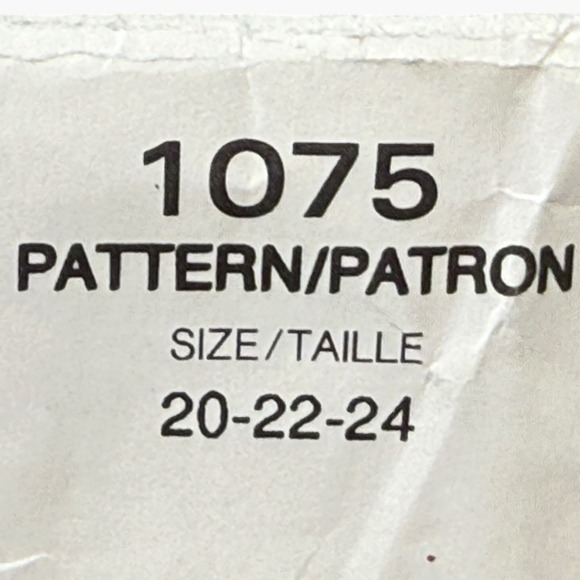 1075
PATTERN/PATRON
SIZE/TAILLE
20-22-24